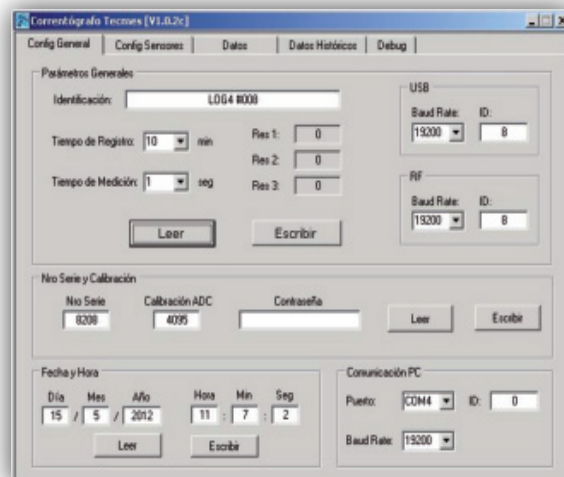 Correntógrafo Tecmes [V1.0.2c]
Config General Config Sensores Datos Datos Históricos Debug
Parámetros Generales
Identificación: LOG4 #008
Tiempo de Registro: 10 min
Tiempo de Medición: 1 seg
Res 1: 0
Res 2: 0
Res 3: 0
Leer Escribir
USB
Baud Rate: ID:
19200 8
RF
Baud Rate: ID:
19200 8
Nro Serie y Calibración
Nro Serie Calibración ADC Contraseña
8208 4095 Leer Escribir
Fecha y Hora
Día Mes Año Hora Min Seg
15 / 5 / 2012 11 : 7 : 2
Leer Escribir
Comunicación PC
Puerto: COM4 ID: 0
Baud Rate: 19200